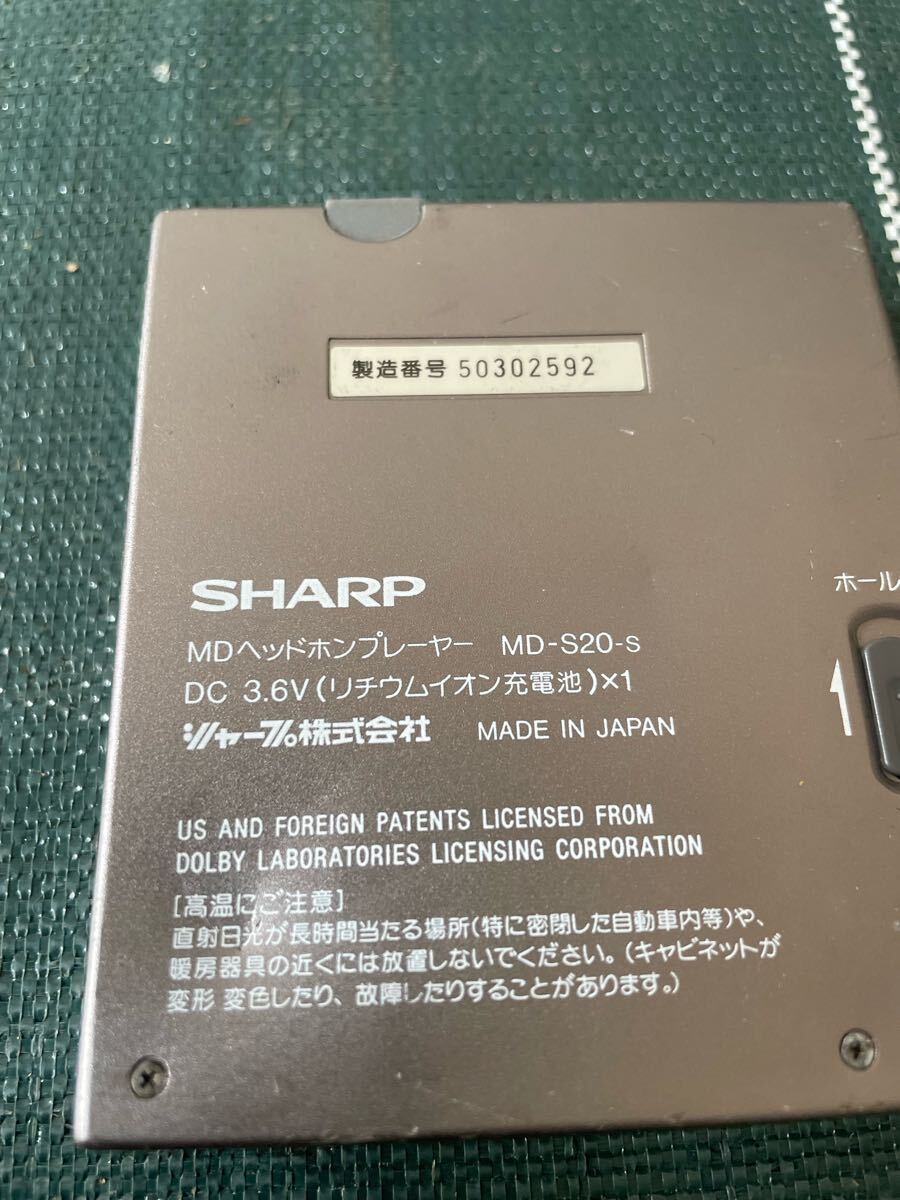 製造番号 50302592
SHARP
ホール
MDヘッドホンプレーヤー MD-S20-S
DC 3.6V(リチウムイオン充電池)×1
シャープ株式会社 MADE IN JAPAN
US AND FOREIGN PATENTS LICENSED FROM
DOLBY LABORATORIES LICENSING CORPORATION
[高温にご注意]
直射日光が長時間当たる場所(特に密閉した自動車内等)や、
暖房器具の近くには放置しないでください。(キャビネットが
変形 変色したり、故障したりすることがあります。)